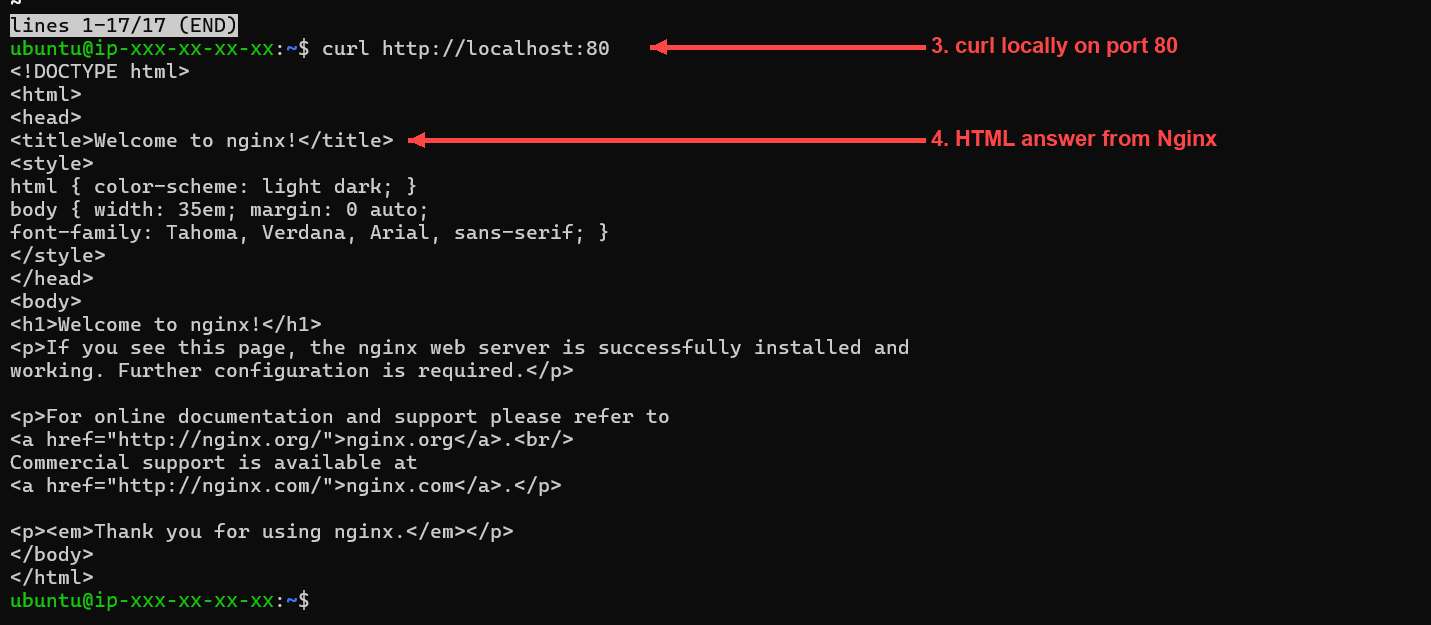 ~
lines 1-17/17 (END)
ubuntu@ip-xxx-xx-xx-xx:~$ curl http://localhost:80
3. curl locally on port 80
<!DOCTYPE html>
<html>
<head>
<title>Welcome to nginx!</title>
4. HTML answer from Nginx
<style>
html { color-scheme: light dark; }
body { width: 35em; margin: 0 auto;
font-family: Tahoma, Verdana, Arial, sans-serif; }
</style>
</head>
<body>
<h1>Welcome to nginx!</h1>
<p>If you see this page, the nginx web server is successfully installed and
working. Further configuration is required.</p>

<p>For online documentation and support please refer to
<a href="http://nginx.org/">nginx.org</a>.<br/>
Commercial support is available at
<a href="http://nginx.com/">nginx.com</a>.</p>

<p><em>Thank you for using nginx.</em></p>
</body>
</html>
ubuntu@ip-xxx-xx-xx-xx:~$